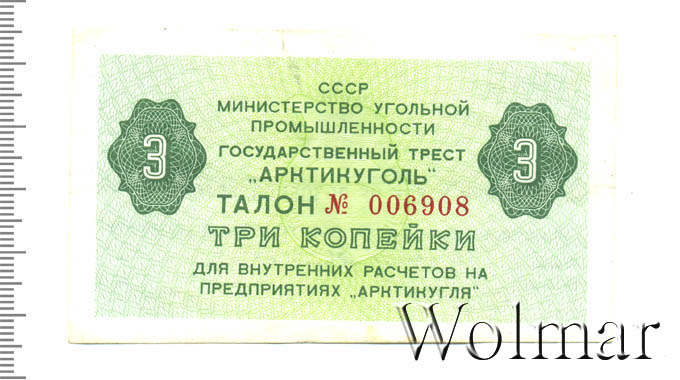 СССР
МИНИСТЕРСТВО УГОЛЬНОЙ
ПРОМЫШЛЕННОСТИ
ГОСУДАРСТВЕННЫЙ ТРЕСТ
„АРКТИКУГОЛЬ"
ТАЛОН № 006908
3
3
ТРИ КОПЕЙКИ
ДЛЯ ВНУТРЕННИХ РАСЧЕТОВ НА
ПРЕДПРИЯТИЯХ „АРКТИКУГЛЯ"
Wolmar